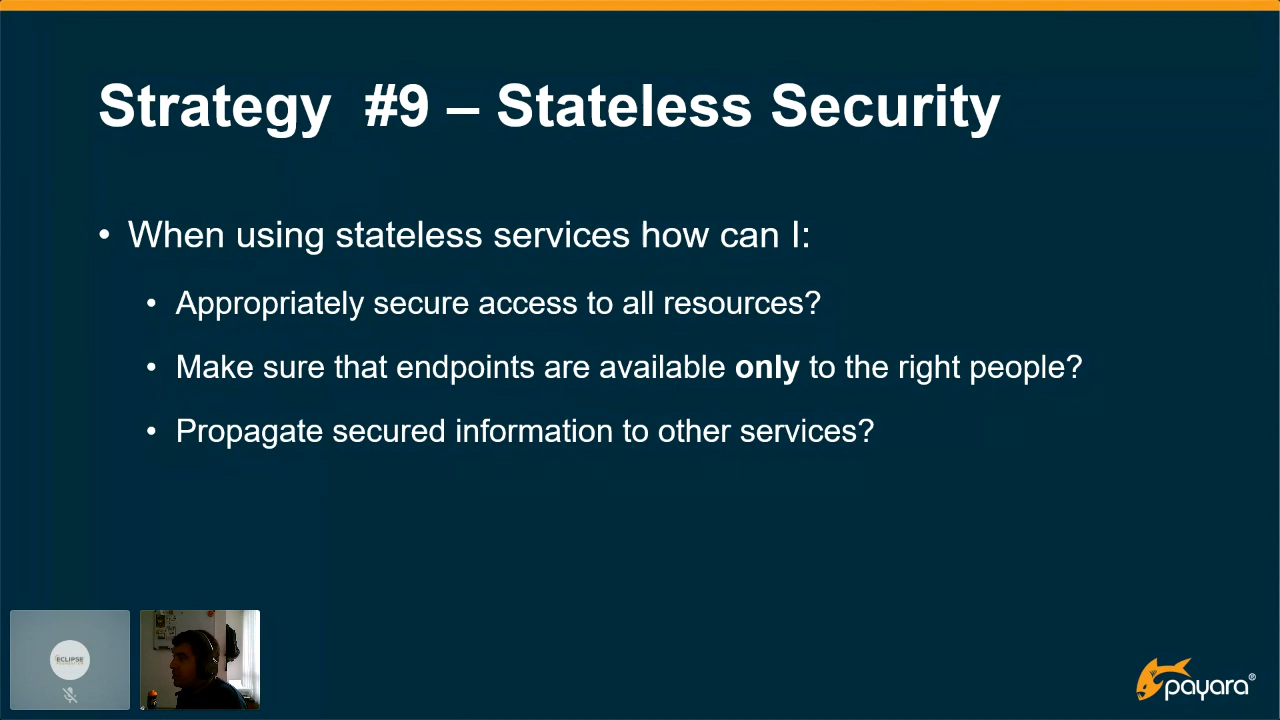 Strategy  #9 – Stateless Security
• When using stateless services how can I:
• Appropriately secure access to all resources?
• Make sure that endpoints are available only to the right people?
• Propagate secured information to other services?
ECLIPSE
payara®